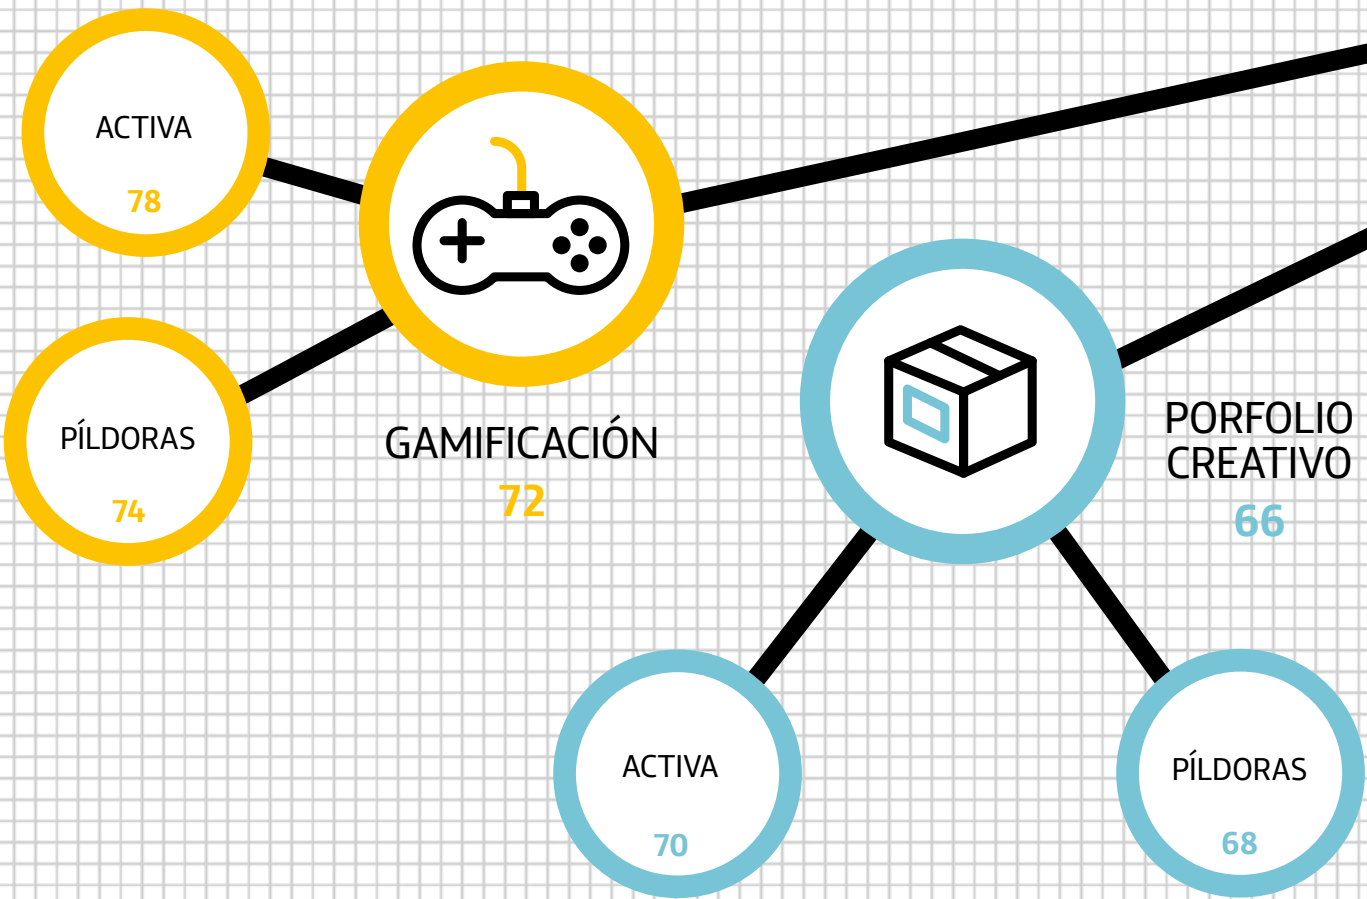 ACTIVA
78
PÍLDORAS
74
GAMIFICACIÓN
72
PORFOLIO
CREATIVO
66
ACTIVA
70
PÍLDORAS
68